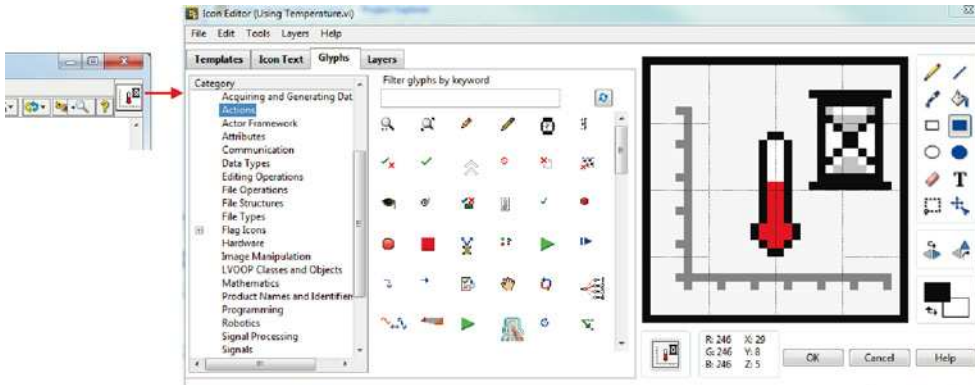 Icon Editor (Using Temperature.vi)
File Edit Tools Layers Help
Templates Icon Text Glyphs Layers
Category
Acquiring and Generating Dat
Actions
Actor Framework
Attributes
Communication
Data Types
Editing Operations
File Operations
File Structures
File Types
Flag Icons
Hardware
Image Manipulation
LVOOP Classes and Objects
Mathematics
Product Names and Identifien
Programming
Robotics
Signal Processing
Signals
Filter glyphs by keyword
T
R: 246 X: 29
G: 246 Y: 8
B: 246 Z: 5
OK Cancel Help